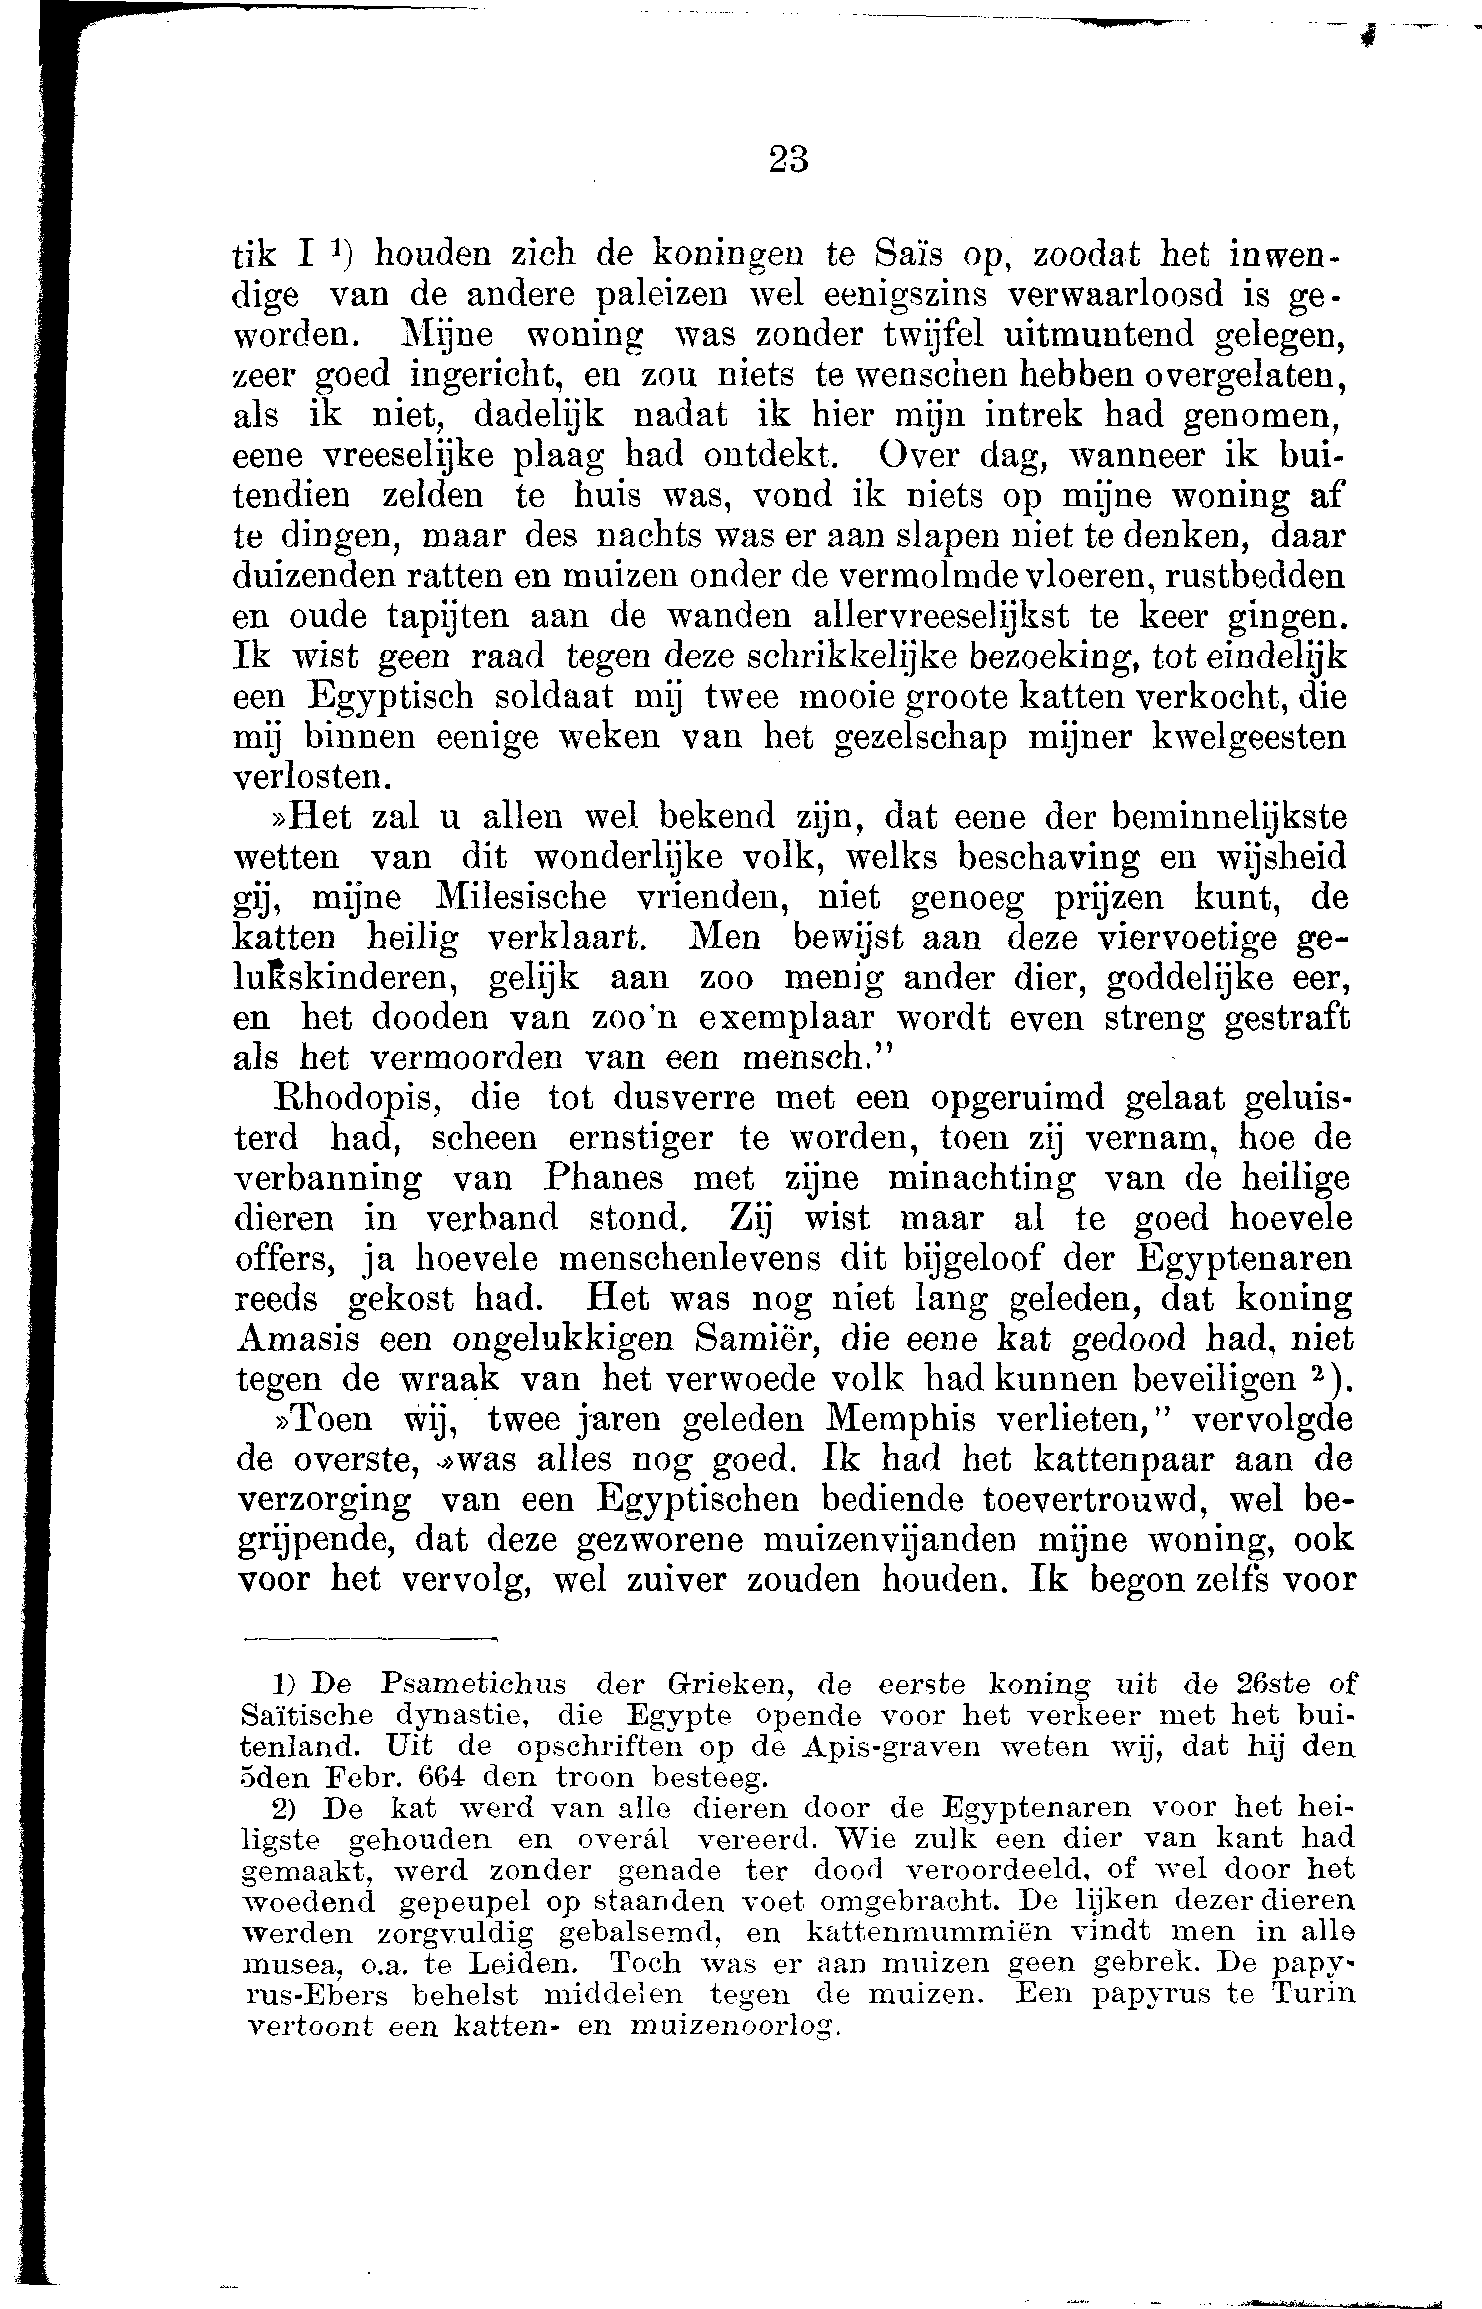 23
tik I ¹) houden zich de koningen te Saïs op, zoodat het inwen-
dige van de andere paleizen wel eenigszins verwaarloosd is ge-
worden. Mijne woning was zonder twijfel uitmuntend gelegen,
zeer goed ingericht, en zou niets te wenschen hebben overgelaten,
als ik niet, dadelijk nadat ik hier mijn intrek had genomen,
eene vreeselijke plaag had ontdekt. Over dag, wanneer ik bui-
tendien zelden te huis was, vond ik niets op mijne woning af
te dingen, maar des nachts was er aan slapen niet te denken, daar
duizenden ratten en muizen onder de vermolmde vloeren, rustbedden
en oude tapijten aan de wanden allervreeselijkst te keer gingen.
Ik wist geen raad tegen deze schrikkelijke bezoeking, tot eindelijk
een Egyptisch soldaat mij twee mooie groote katten verkocht, die
mij binnen eenige weken van het gezelschap mijner kwelgeesten
verlosten.
»Het zal u allen wel bekend zijn, dat eene der beminnelijkste
wetten van dit wonderlijke volk, welks beschaving en wijsheid
gij, mijne Milesische vrienden, niet genoeg prijzen kunt, de
katten heilig verklaart. Men bewijst aan deze viervoetige ge-
lukskinderen, gelijk aan zoo menig ander dier, goddelijke eer,
en het dooden van zoo'n exemplaar wordt even streng gestraft
als het vermoorden van een mensch."
Rhodopis, die tot dusverre met een opgeruimd gelaat geluis-
terd had, scheen ernstiger te worden, toen zij vernam, hoe de
verbanning van Phanes met zijne minachting van de heilige
dieren in verband stond. Zij wist maar al te goed hoevele
offers, ja hoevele menschenlevens dit bijgeloof der Egyptenaren
reeds gekost had. Het was nog niet lang geleden, dat koning
Amasis een ongelukkigen Samiër, die eene kat gedood had, niet
tegen de wraak van het verwoede volk had kunnen beveiligen ²).
»Toen wij, twee jaren geleden Memphis verlieten," vervolgde
de overste, »was alles nog goed. Ik had het kattenpaar aan de
verzorging van een Egyptischen bediende toevertrouwd, wel be-
grijpende, dat deze gezworene muizenvijanden mijne woning, ook
voor het vervolg, wel zuiver zouden houden. Ik begon zelfs voor
1) De Psametichus der Grieken, de eerste koning uit de 26ste of
Saïtische dynastie, die Egypte opende voor het verkeer met het bui-
tenland. Uit de opschriften op de Apis-graven weten wij, dat hij den
5den Febr. 664 den troon besteeg.
2) De kat werd van alle dieren door de Egyptenaren voor het hei-
ligste gehouden en overál vereerd. Wie zulk een dier van kant had
gemaakt, werd zonder genade ter dood veroordeeld, of wel door het
woedend gepeupel op staanden voet omgebracht. De lijken dezer dieren
werden zorgvuldig gebalsemd, en kattenmummiën vindt men in alle
musea, o.a. te Leiden. Toch was er aan muizen geen gebrek. De papy-
rus-Ebers behelst middelen tegen de muizen. Een papyrus te Turin
vertoont een katten- en muizenoorlog.